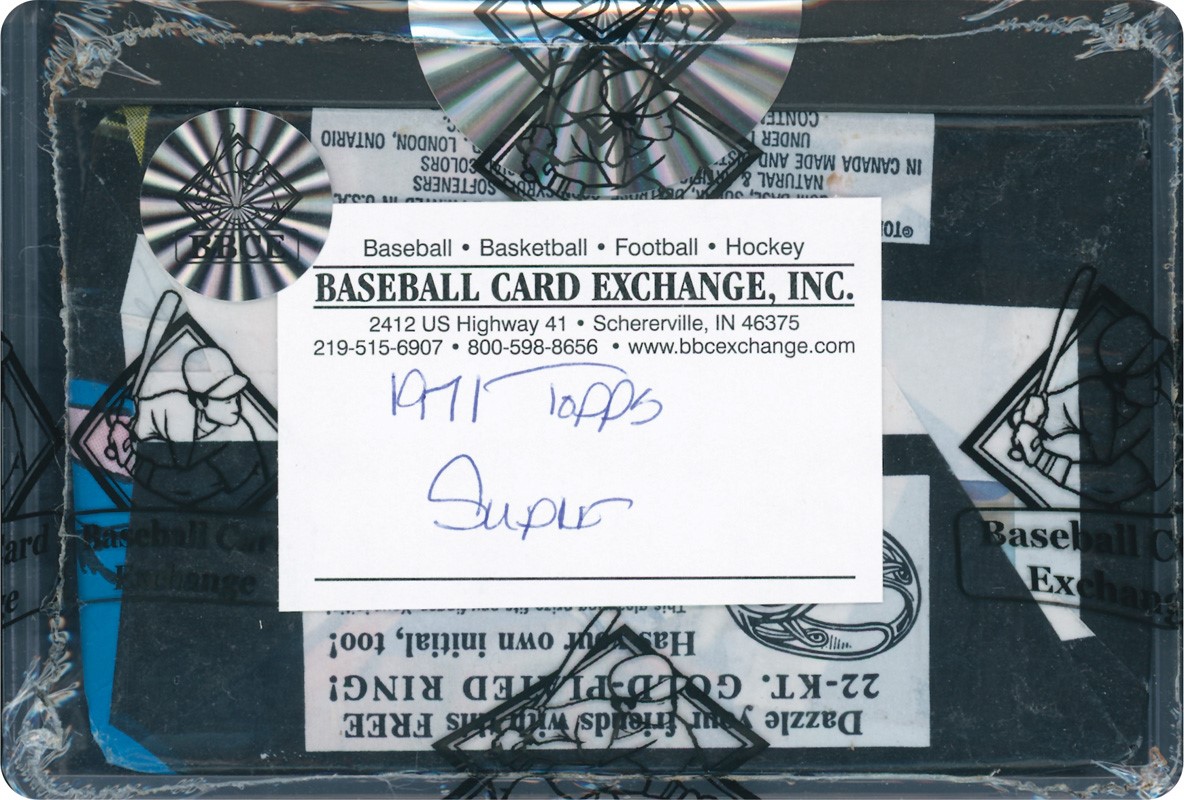 BBCE
Baseball • Basketball • Football • Hockey
BASEBALL CARD EXCHANGE, INC.
2412 US Highway 41 • Schererville, IN 46375
219-515-6907 • 800-598-8656 • www.bbcexchange.com
1971 Topps
Super
Baseball Card
Exchange
Baseball C
Exchange
ard
e
Dazzle your friends with this FREE
22-KT. GOLD-PLATED RING!
Has your own initial, too!
NATURAL &
SOFTENERS
COLORS
IN CANADA MADE AND
LONDON, ONTARIO
UNDER
CONTEN